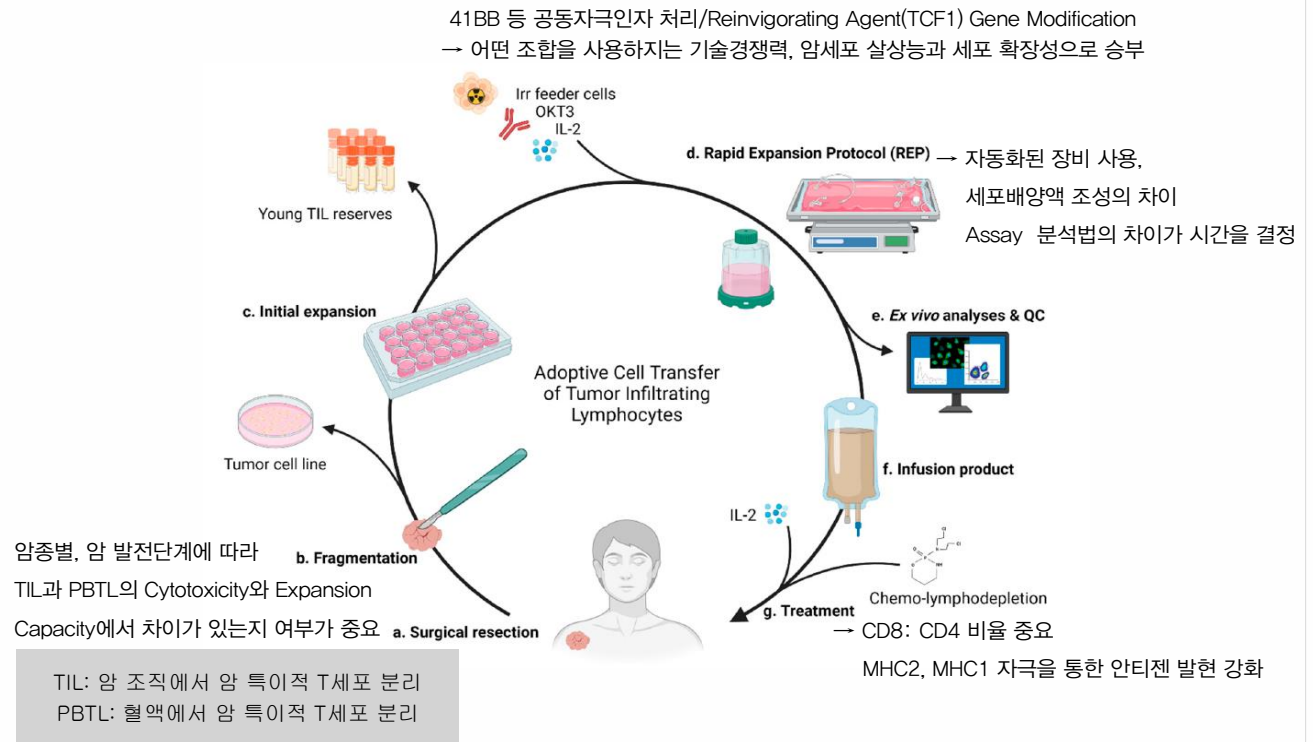 41BB 등 공동자극인자 처리/Reinvigorating Agent(TCF1) Gene Modification
→ 어떤 조합을 사용하지는 기술경쟁력, 암세포 살상능과 세포 확장성으로 승부
Irr feeder cells
OKT3
IL-2
d. Rapid Expansion Protocol (REP)
→ 자동화된 장비 사용,
세포배양액 조성의 차이
Assay 분석법의 차이가 시간을 결정
Young TIL reserves
c. Initial expansion
e. Ex vivo analyses & QC
Adoptive Cell Transfer
of Tumor Infiltrating
Lymphocytes
Tumor cell line
f. Infusion product
IL-2
b. Fragmentation
암종별, 암 발전단계에 따라
TIL과 PBTL의 Cytotoxicity와 Expansion
Capacity에서 차이가 있는지 여부가 중요
a. Surgical resection
Cl
Cl
O
P
N
O
NH
Chemo-lymphodepletion
g. Treatment
→ CD8: CD4 비율 중요
MHC2, MHC1 자극을 통한 안티젠 발현 강화
TIL: 암 조직에서 암 특이적 T세포 분리
PBTL: 혈액에서 암 특이적 T세포 분리